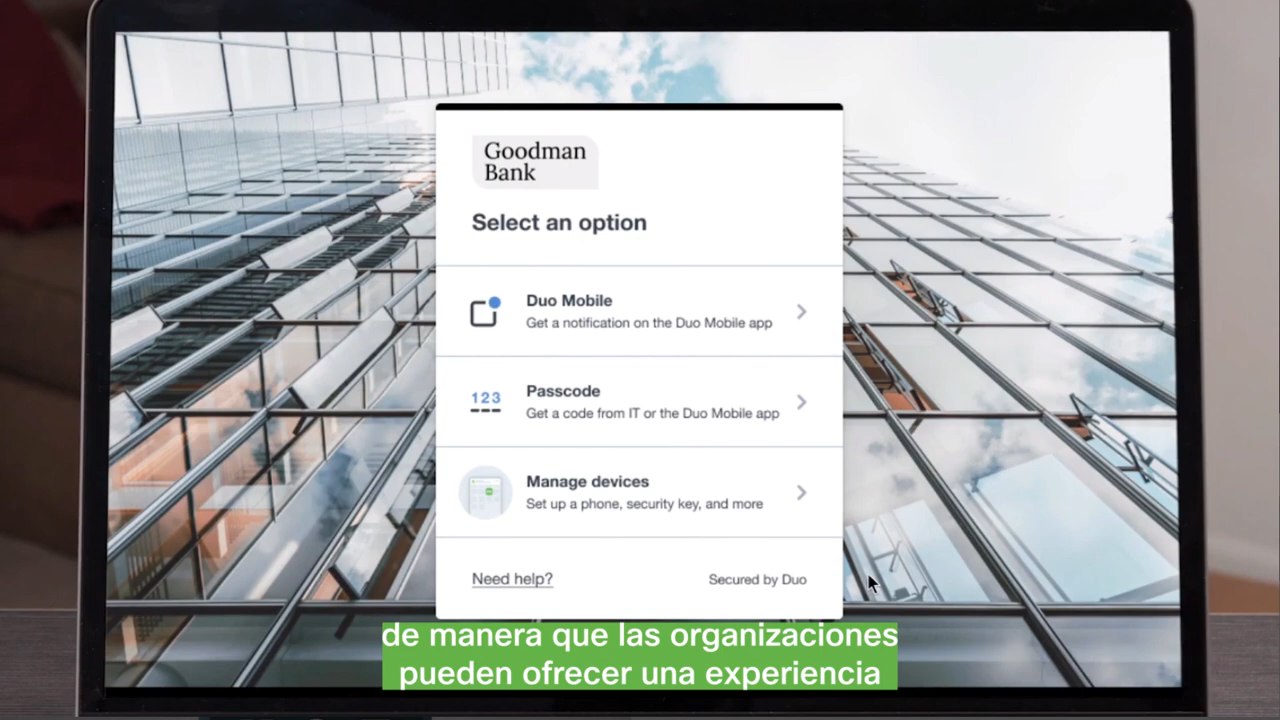 Goodman
Bank
Select an option
Duo Mobile
Get a notification on the Duo Mobile app
123
Passcode
Get a code from IT or the Duo Mobile app
Manage devices
Set up a phone, security key, and more
Need help?
Secured by Duo
de manera que las organizaciones
pueden ofrecer una experiencia